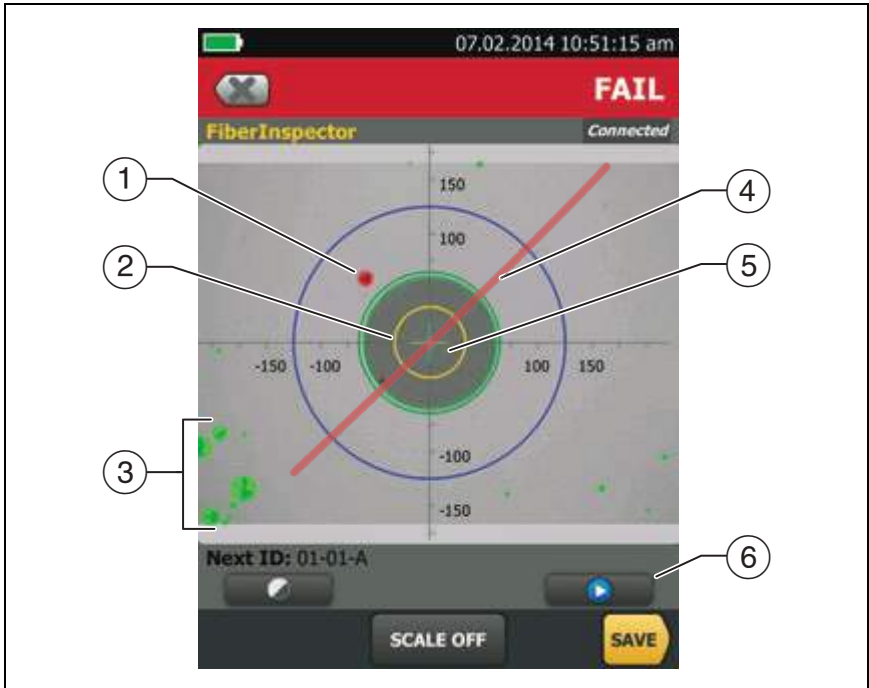 07.02.2014 10:51:15 am
FAIL
FiberInspector
Connected
150
1
4
2
100
5
-150 -100 100 150
3
-100
-150
6
Next ID: 01-01-A
SCALE OFF
SAVE